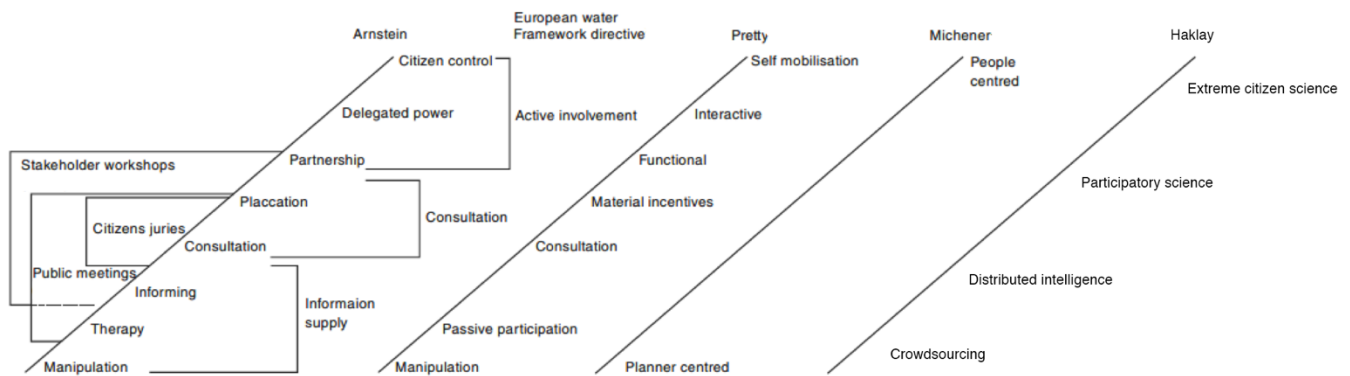 European water
Arnstein
Framework directive
Pretty
Michener
Haklay
Citizen control
Self mobilisation
People
centred
Extreme citizen science
Delegated power
Active involvement
Interactive
Stakeholder workshops
Partnership
Functional
Participatory science
Placcation
Material incentives
Citizens juries
Consultation
Consultation
Consultation
Public meetings
Informing
Distributed intelligence
Informaion
supply
Therapy
Passive participation
Crowdsourcing
Manipulation
Manipulation
Planner centred